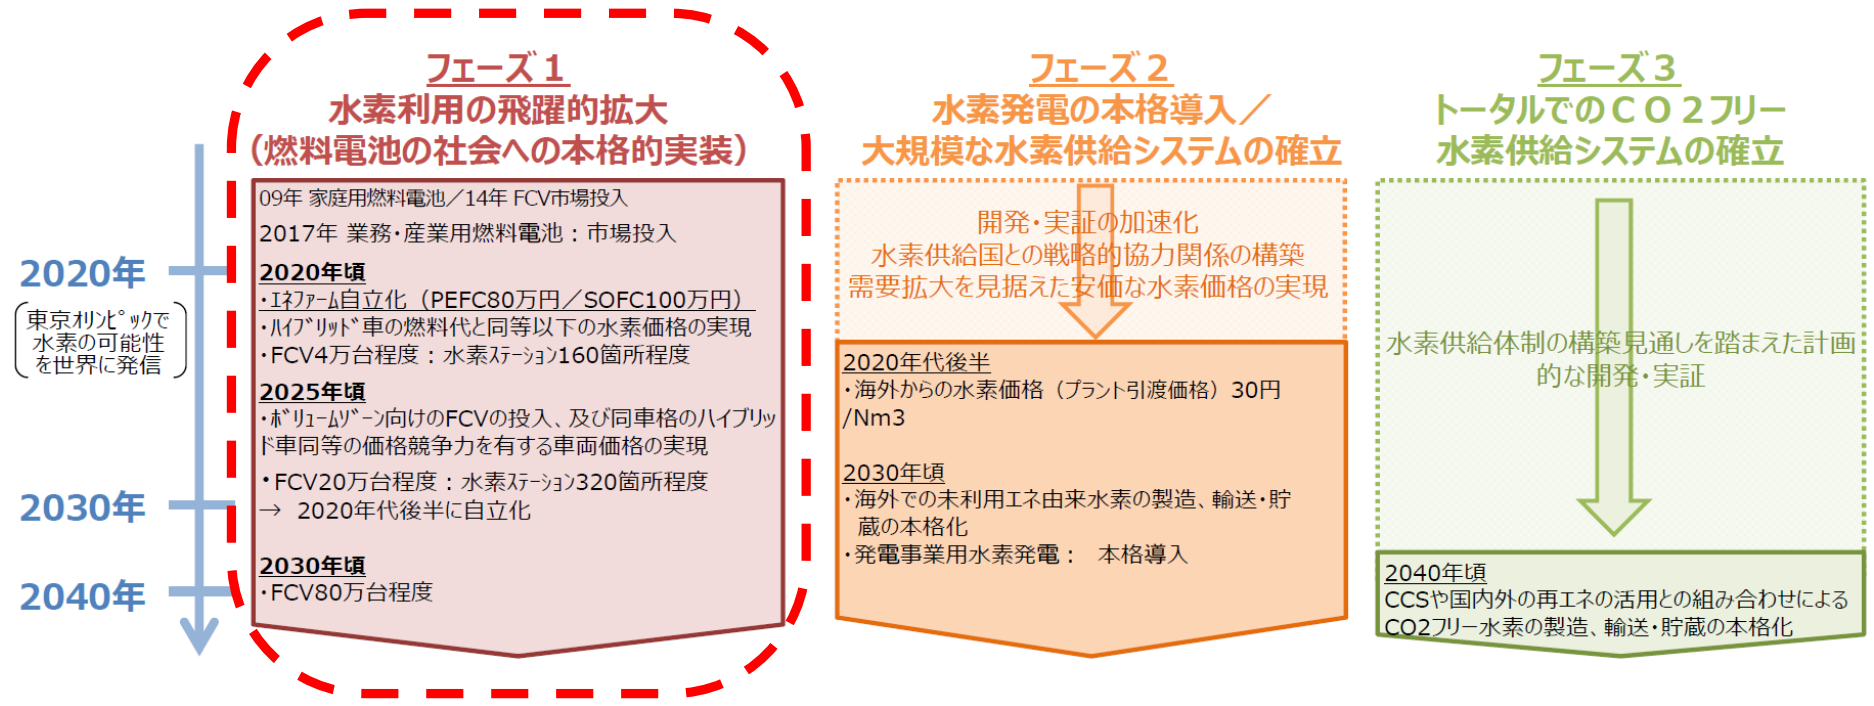 2020年
東京ｵﾘﾝﾋﾟｯｸで
水素の可能性
を世界に発信
2030年
2040年
フェーズ１
水素利用の飛躍的拡大
（燃料電池の社会への本格的実装）
09年 家庭用燃料電池／14年 FCV市場投入
2017年 業務・産業用燃料電池：市場投入
2020年頃
・ｴﾈﾌｧｰﾑ自立化（PEFC80万円／SOFC100万円）
・ﾊｲﾌﾞﾘｯﾄﾞ車の燃料代と同等以下の水素価格の実現
・FCV4万台程度：水素ｽﾃｰｼｮﾝ160箇所程度
2025年頃
・ﾎﾞﾘｭｰﾑｿﾞｰﾝ向けのFCVの投入、及び同車格のハイブリッ
ド車同等の価格競争力を有する車両価格の実現
・FCV20万台程度：水素ｽﾃｰｼｮﾝ320箇所程度
→ 2020年代後半に自立化
2030年頃
・FCV80万台程度
フェーズ２
水素発電の本格導入／
大規模な水素供給システムの確立
開発・実証の加速化
水素供給国との戦略的協力関係の構築
需要拡大を見据えた安価な水素価格の実現
2020年代後半
・海外からの水素価格（プラント引渡価格）30円
/Nm3
2030年頃
・海外での未利用エネ由来水素の製造、輸送・貯
蔵の本格化
・発電事業用水素発電： 本格導入
フェーズ３
トータルでのＣＯ２フリー
水素供給システムの確立
水素供給体制の構築見通しを踏まえた計画
的な開発・実証
2040年頃
CCSや国内外の再エネの活用との組み合わせによる
CO2フリー水素の製造、輸送・貯蔵の本格化